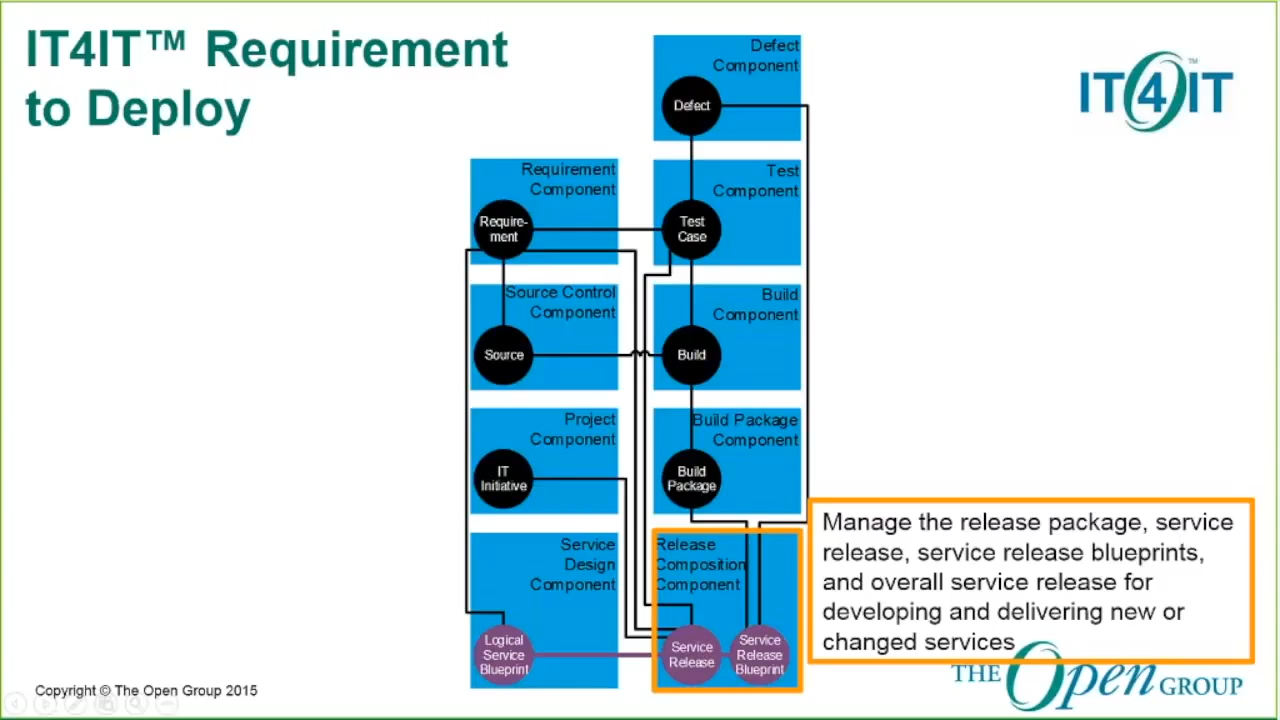 IT4IT™ Requirement
to Deploy
Defect
Component
Defect
IT4IT™
Requirement
Component
Require-
ment
Test
Component
Test
Case
Source Control
Component
Source
Build
Component
Build
Project
Component
IT
Initiative
Build Package
Component
Build
Package
Service
Design
Component
Logical
Service
Blueprint
Release
Composition
Component
Service
Release
Service
Release
Blueprint
Manage the release package, service
release, service release blueprints,
and overall service release for
developing and delivering new or
changed services
Copyright © The Open Group 2015
THE Open GROUP